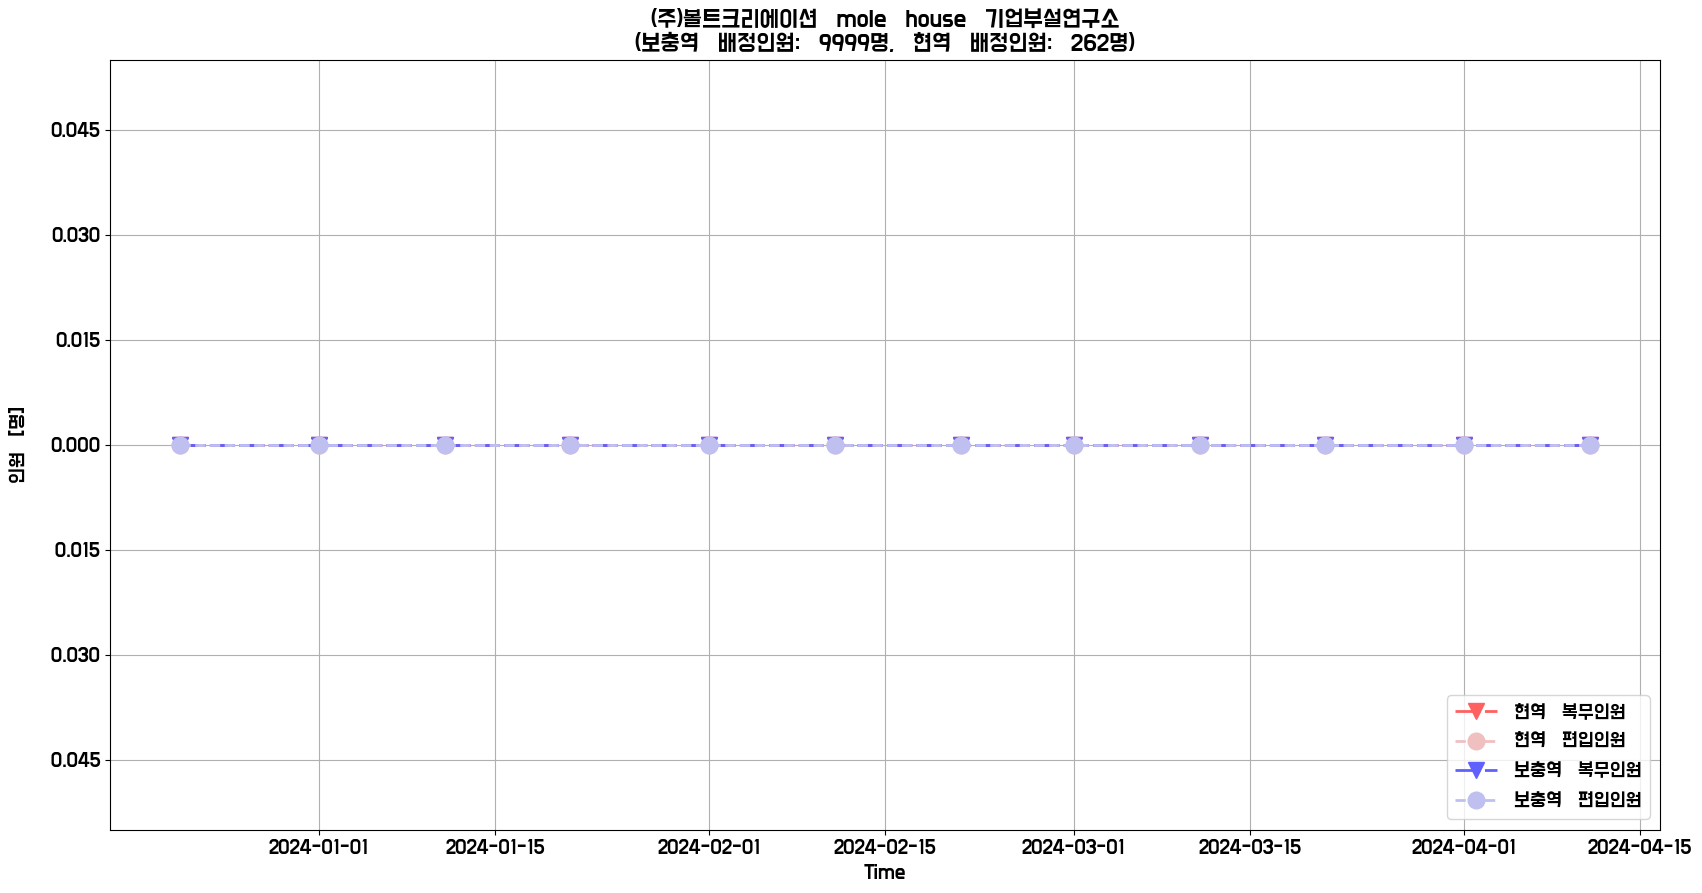 (주)볼트크리에이션 mole house 기업부설연구소
(보충역 배정인원: 9999명, 현역 배정인원: 262명)
인원 [명]
0.045
0.030
0.015
0.000
0.015
0.030
0.045
현역 복무인원
현역 편입인원
보충역 복무인원
보충역 편입인원
2024-01-01 2024-01-15 2024-02-01 2024-02-15 2024-03-01 2024-03-15 2024-04-01 2024-04-15
Time